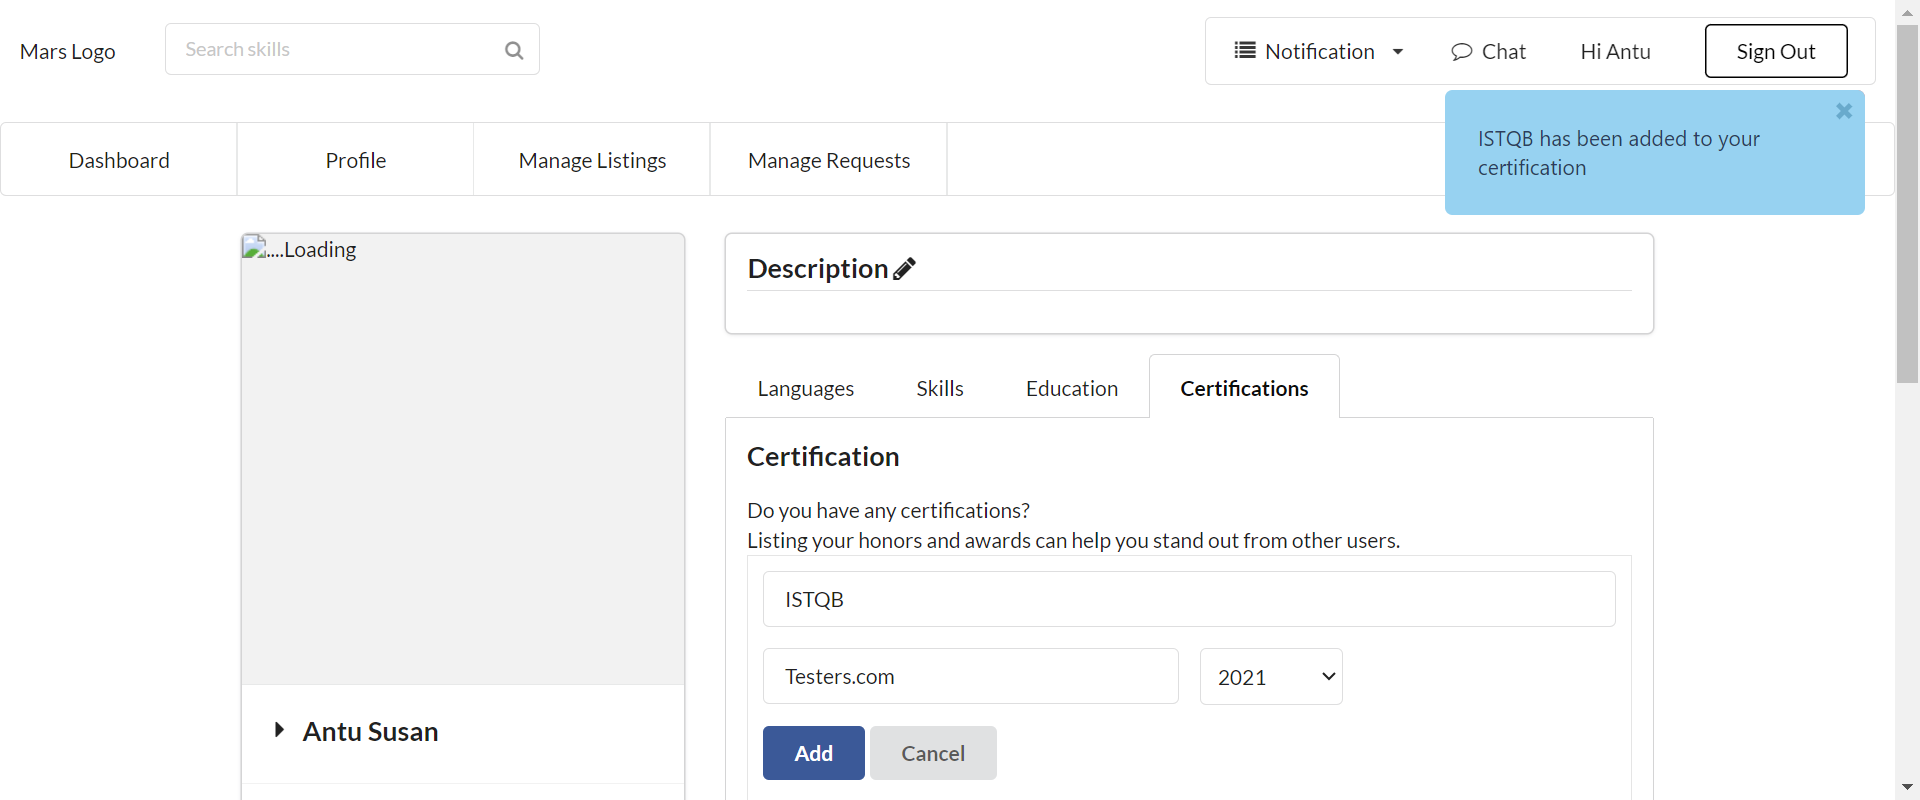 Mars Logo
Search skills
Notification
Chat
Hi Antu
Sign Out
ISTQB has been added to your
certification
Dashboard
Profile
Manage Listings
Manage Requests
....Loading
Antu Susan
Description
Languages
Skills
Education
Certifications
Certification
Do you have any certifications?
Listing your honors and awards can help you stand out from other users.
ISTQB
Testers.com
2021
Add
Cancel